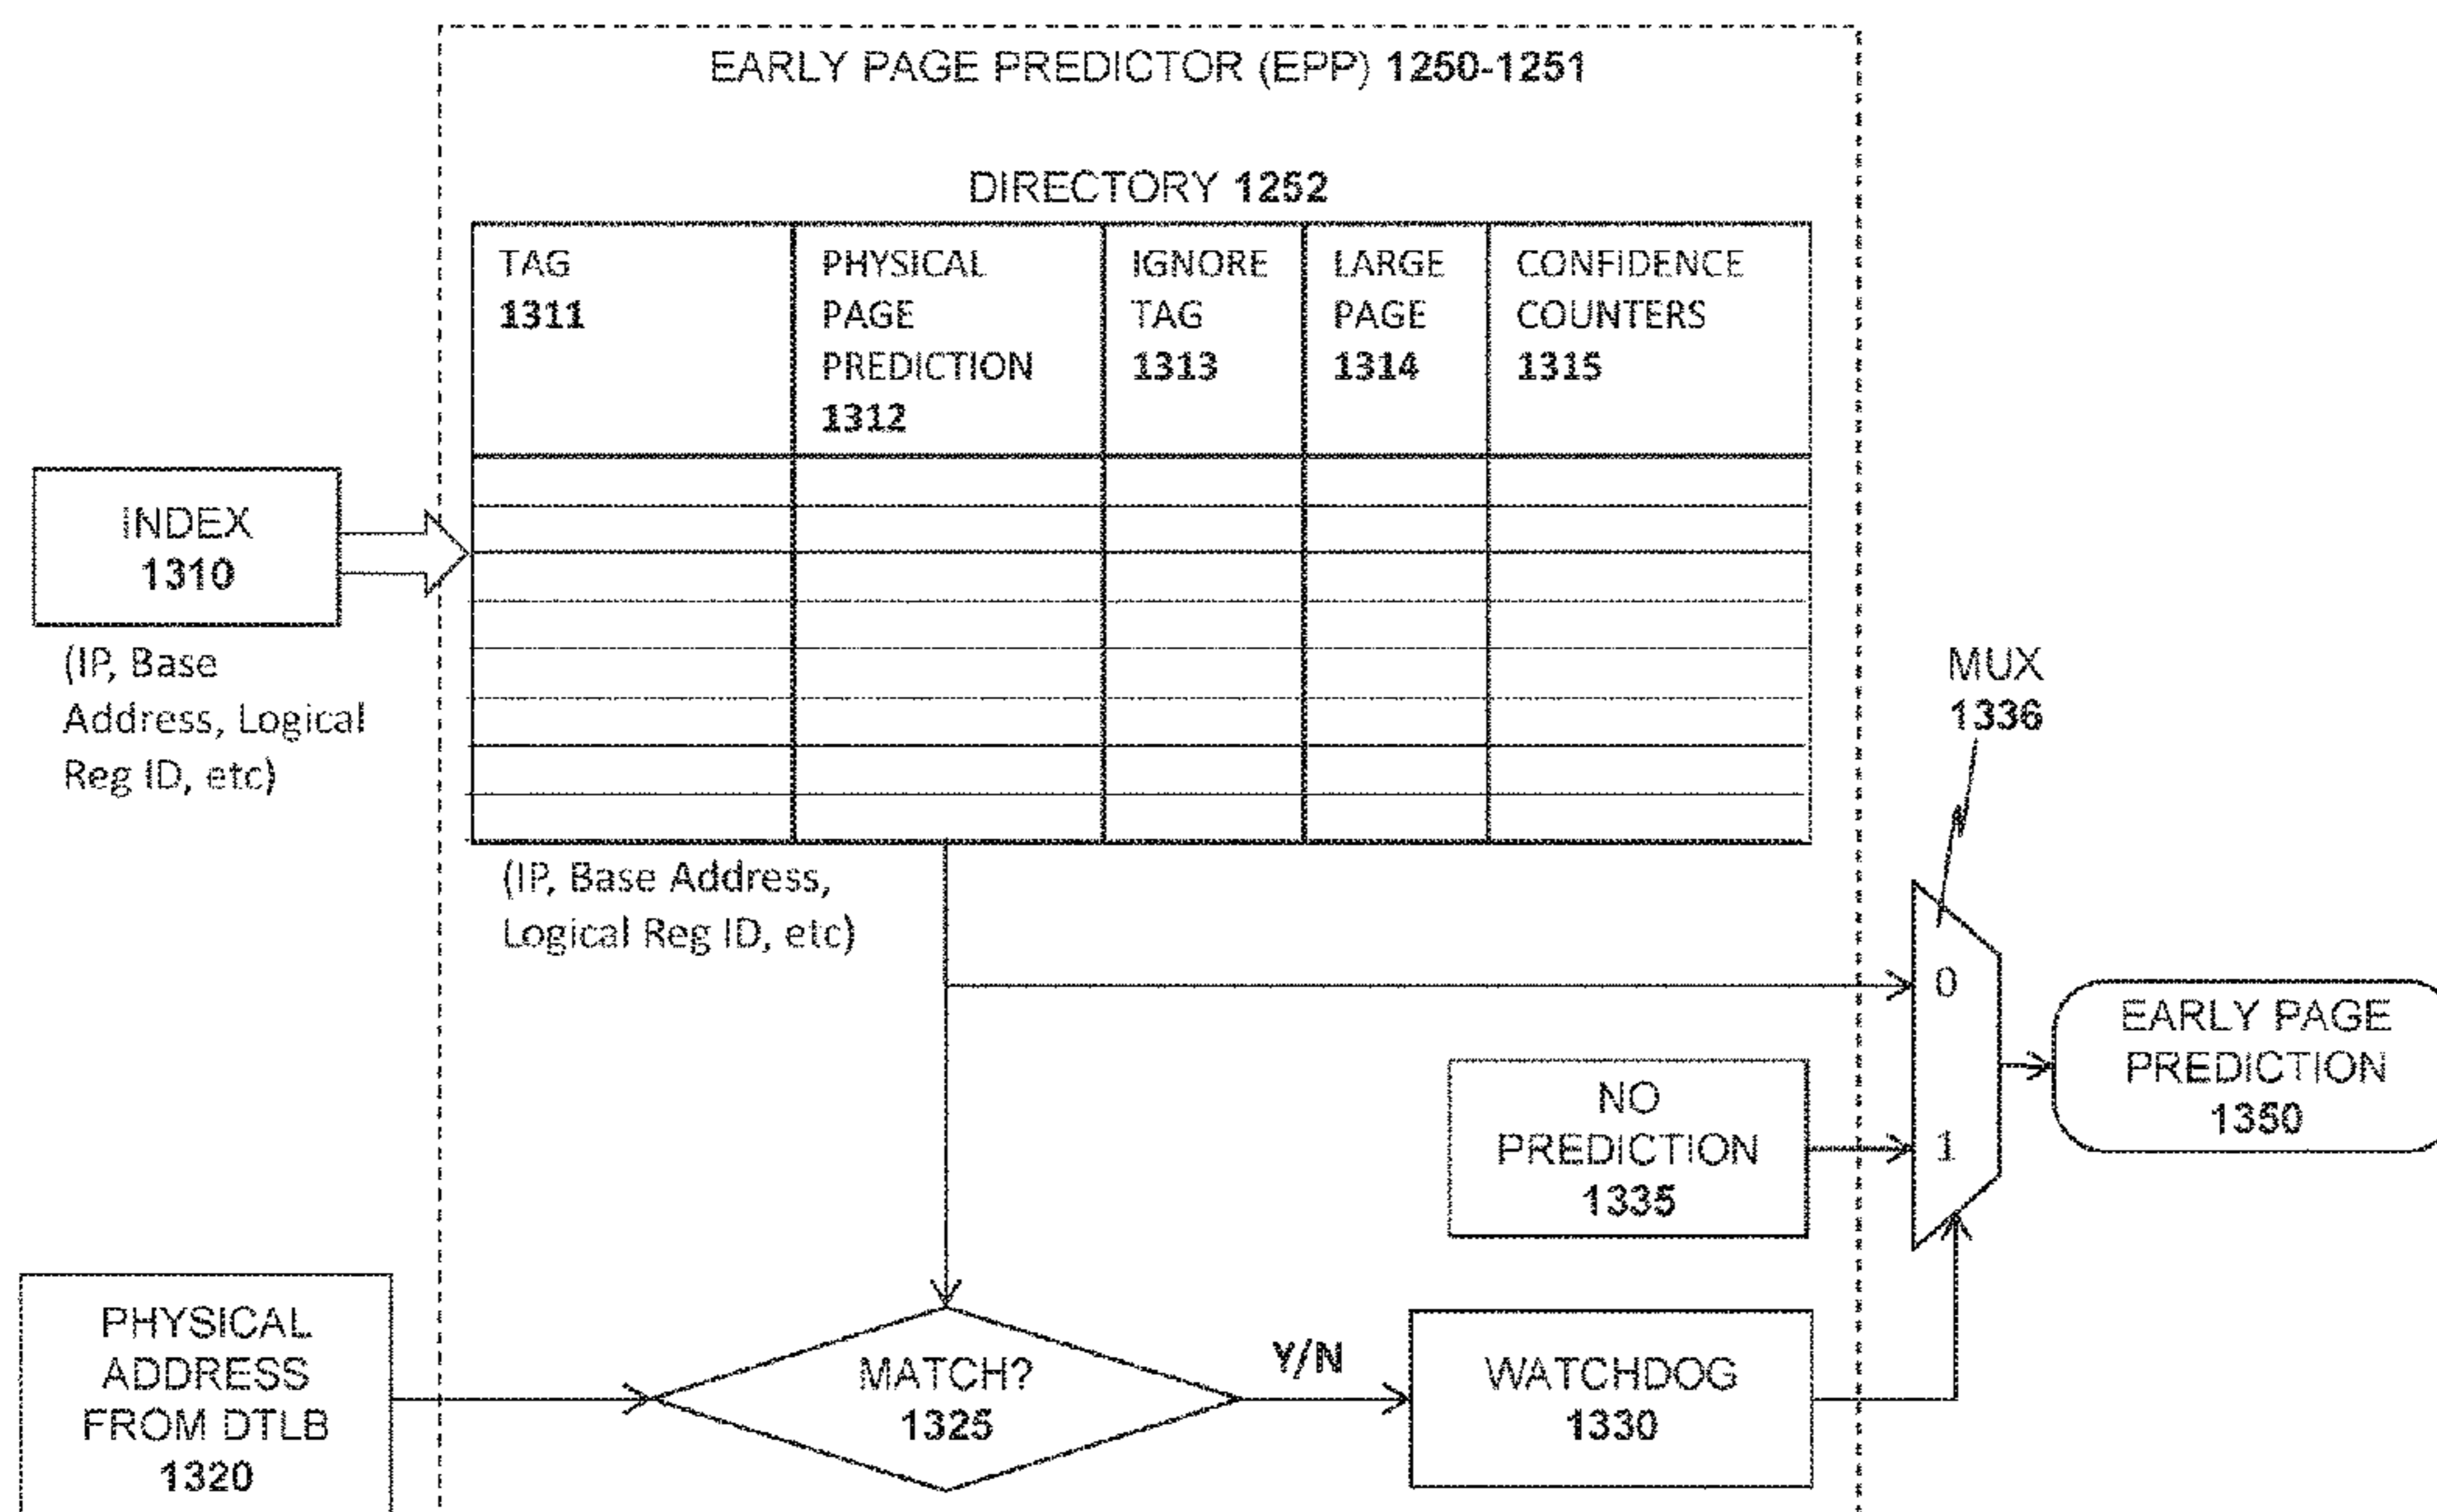 EARLY PAGE PREDICTOR (EPP) 1250-1251
DIRECTORY 1252
TAG
1311
PHYSICAL
PAGE
PREDICTION
1312
IGNORE
TAG
1313
LARGE
PAGE
1314
CONFIDENCE
COUNTERS
1315
INDEX
1310
(IP, Base
Address, Logical
Reg ID, etc)
(IP, Base Address,
Logical Reg ID, etc)
MUX
1336
0
1
EARLY PAGE
PREDICTION
1350
NO
PREDICTION
1335
PHYSICAL
ADDRESS
FROM DTLB
1320
MATCH?
1325
Y/N
WATCHDOG
1330